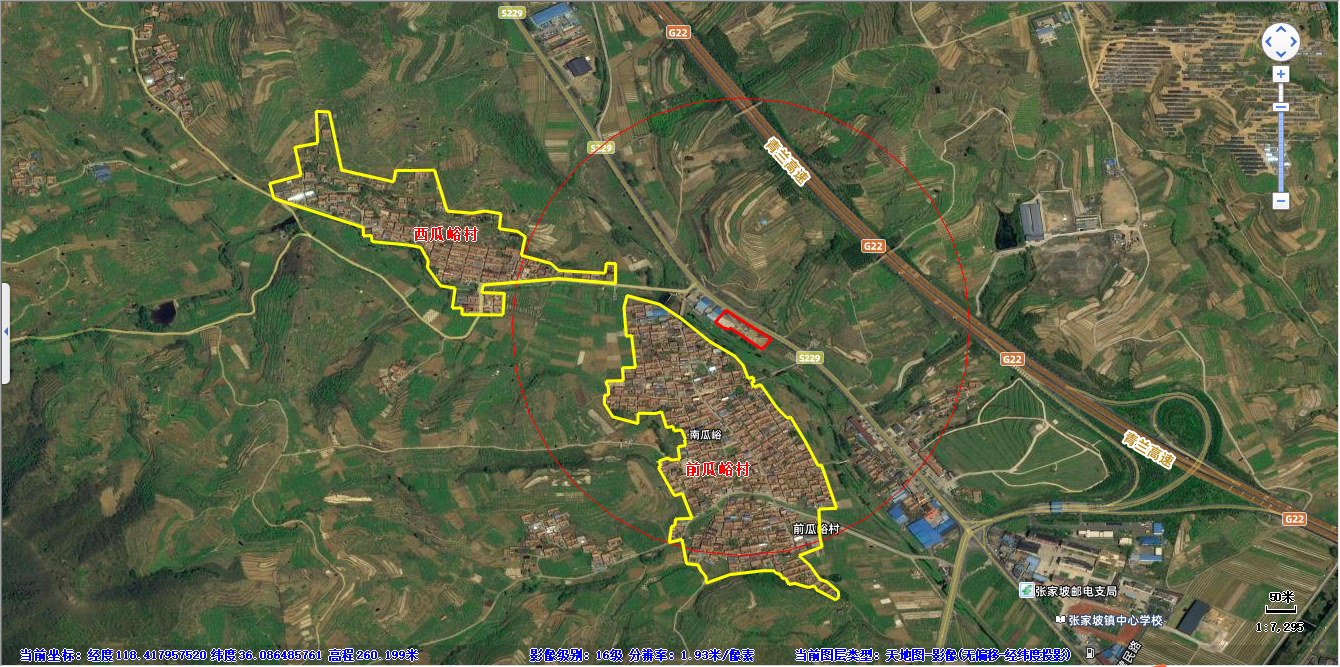 S229
G22
S229
青兰高速
西瓜峪村
G22
S229
G22
南瓜峪
青兰高速
前瓜峪村
前瓜峪村
G22
张家坡邮电支局
50米
张家坡镇中心学校
1:7,295
当前坐标: 经度118.417957520 纬度36.086485761 高程260.199米
影像级别: 16级 分辨率: 1.93米/像素
当前图层类型: 天地图-影像(无偏移-经纬度投影)